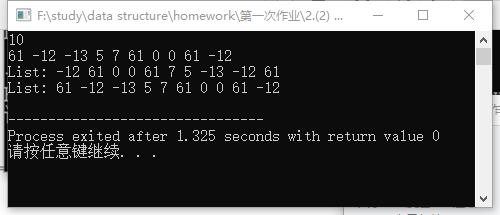 F:\study\data structure\homework\第一次作业\2.(2) ...
10
61 -12 -13 5 7 61 0 0 61 -12
List: -12 61 0 0 61 7 5 -13 -12 61
List: 61 -12 -13 5 7 61 0 0 61 -12
--------------------------------
Process exited after 1.325 seconds with return value 0
请按任意键继续. . .